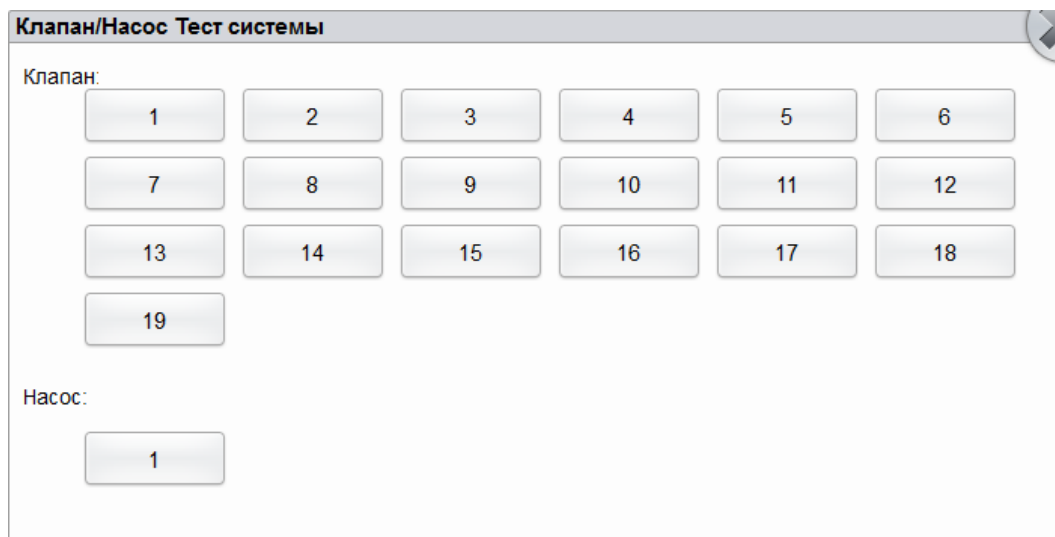 Клапан/Насос Тест системы
Клапан:
1 2 3 4 5 6
7 8 9 10 11 12
13 14 15 16 17 18
19
Насос:
1